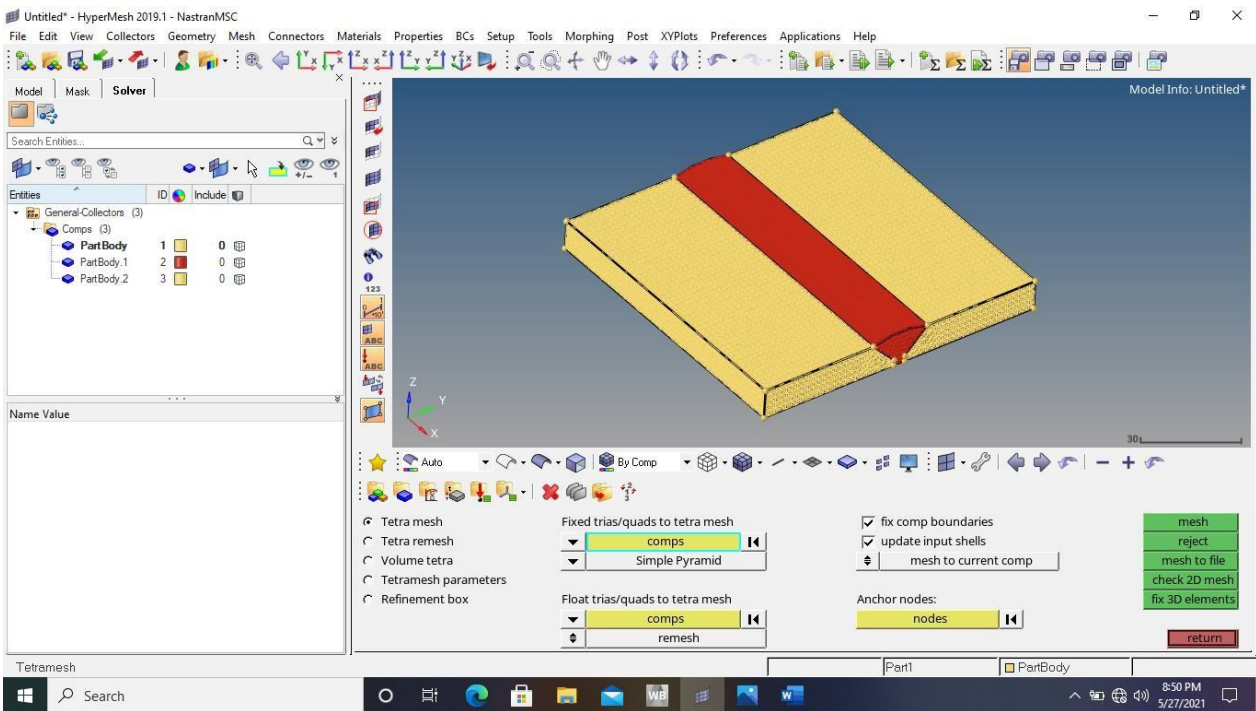 Untitled* - HyperMesh 2019.1 - NastranMSC
File Edit View Collectors Geometry Mesh Connectors Materials Properties BCs Setup Tools Morphing Post XYPlots Preferences Applications Help
Model Mask Solver
Search Entities...
+/- 1
Entities ID Include
General-Collectors (3)
Comps (3)
PartBody 1 0
PartBody.1 2 0
PartBody.2 3 0
Name Value
123
ABC
ABC
Model Info: Untitled*
Z
Y
X
30
Auto By Comp
Tetra mesh
Tetra remesh
Volume tetra
Tetramesh parameters
Refinement box
Fixed trias/quads to tetra mesh
comps
Simple Pyramid
Float trias/quads to tetra mesh
comps
remesh
fix comp boundaries
update input shells
mesh to current comp
Anchor nodes:
nodes
mesh
reject
mesh to file
check 2D mesh
fix 3D elements
return
Tetramesh Part1 PartBody
Search
WB
8:50 PM
5/27/2021